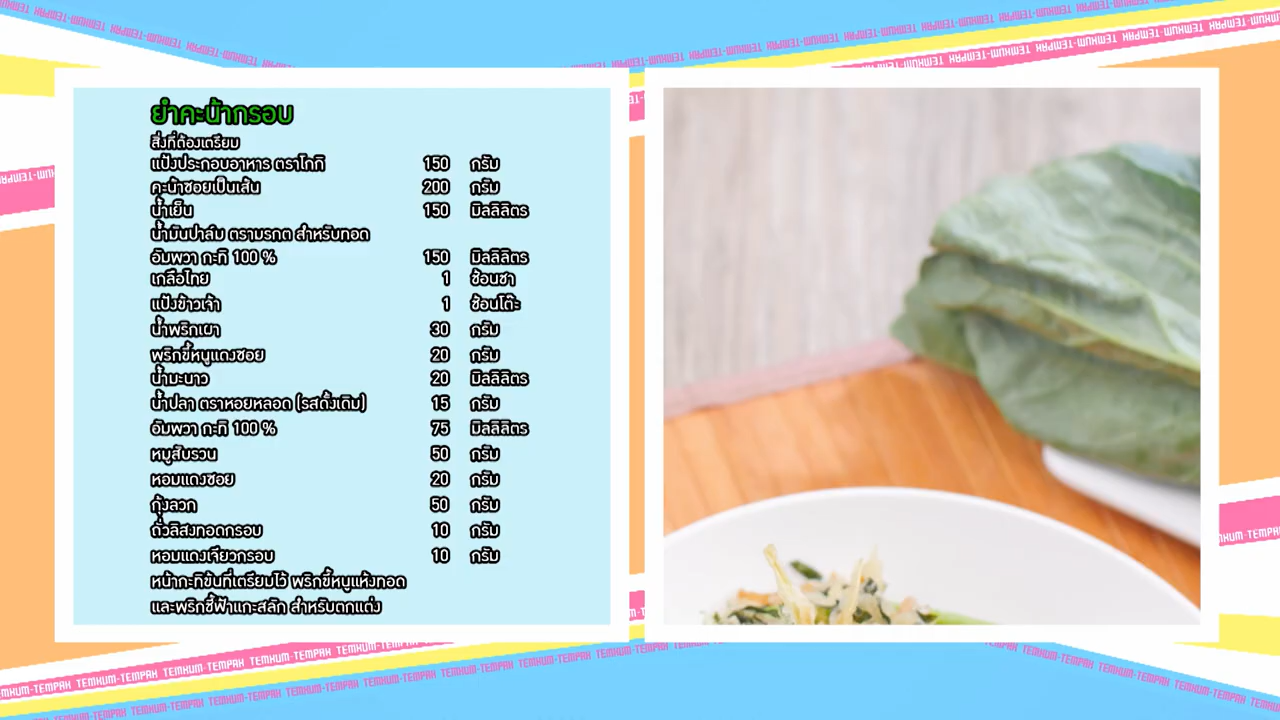 ยำคะน้ากรอบ
สิ่งที่ต้องเตรียม
แป้งประกอบอาหาร ตราโกกิ 150 กรัม
คะน้าซอยเป็นเส้น 200 กรัม
น้ำเย็น 150 มิลลิลิตร
น้ำมันปาล์ม ตรามรกต สำหรับทอด
อัมพวา กะทิ 100 % 150 มิลลิลิตร
เกลือไทย 1 ช้อนชา
แป้งข้าวเจ้า 1 ช้อนโต๊ะ
น้ำพริกเผา 30 กรัม
พริกขี้หนูแดงซอย 20 กรัม
น้ำมะนาว 20 มิลลิลิตร
น้ำปลา ตราหอยหลอด (รสดั้งเดิม) 15 กรัม
อัมพวา กะทิ 100 % 75 มิลลิลิตร
หมูสับรวน 50 กรัม
หอมแดงซอย 20 กรัม
กุ้งลวก 50 กรัม
ถั่วลิสงทอดกรอบ 10 กรัม
หอมแดงเจียวกรอบ 10 กรัม
หน้ากะทิข้นที่เตรียมไว้ พริกขี้หนูแห้งทอด
และพริกชี้ฟ้าแกะสลัก สำหรับตกแต่ง
TEMHUM-TEMPAK TEMHUM-TEMPAK TEMHUM-TEMPAK